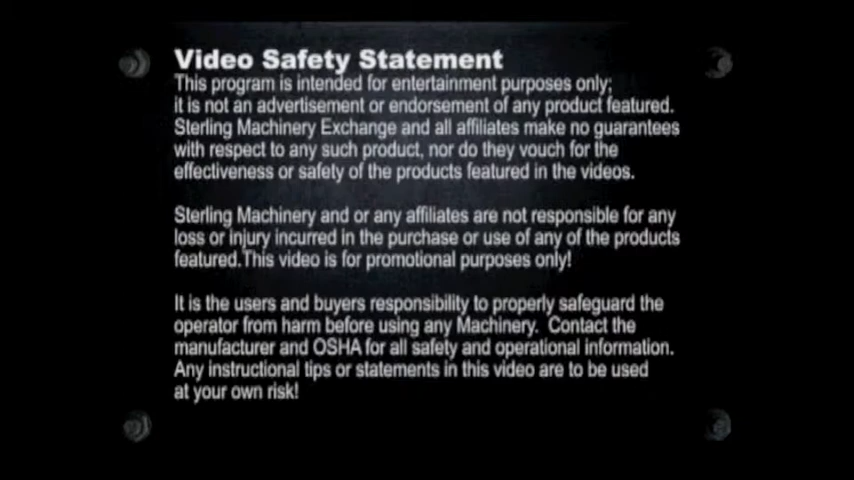 Video Safety Statement
This program is intended for entertainment purposes only;
it is not an advertisement or endorsement of any product featured.
Sterling Machinery Exchange and all affiliates make no guarantees
with respect to any such product, nor do they vouch for the
effectiveness or safety of the products featured in the videos.
Sterling Machinery and or any affiliates are not responsible for any
loss or injury incurred in the purchase or use of any of the products
featured.This video is for promotional purposes only!
It is the users and buyers responsibility to properly safeguard the
operator from harm before using any Machinery. Contact the
manufacturer and OSHA for all safety and operational information.
Any instructional tips or statements in this video are to be used
at your own risk!